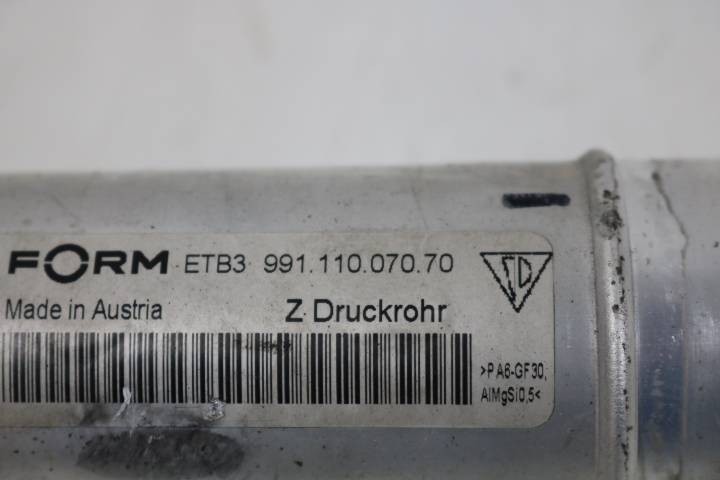 FORM ETB3 991.110.070.70
Made in Austria Z Druckrohr
>PA6-GF30,
AlMgSi0,5<